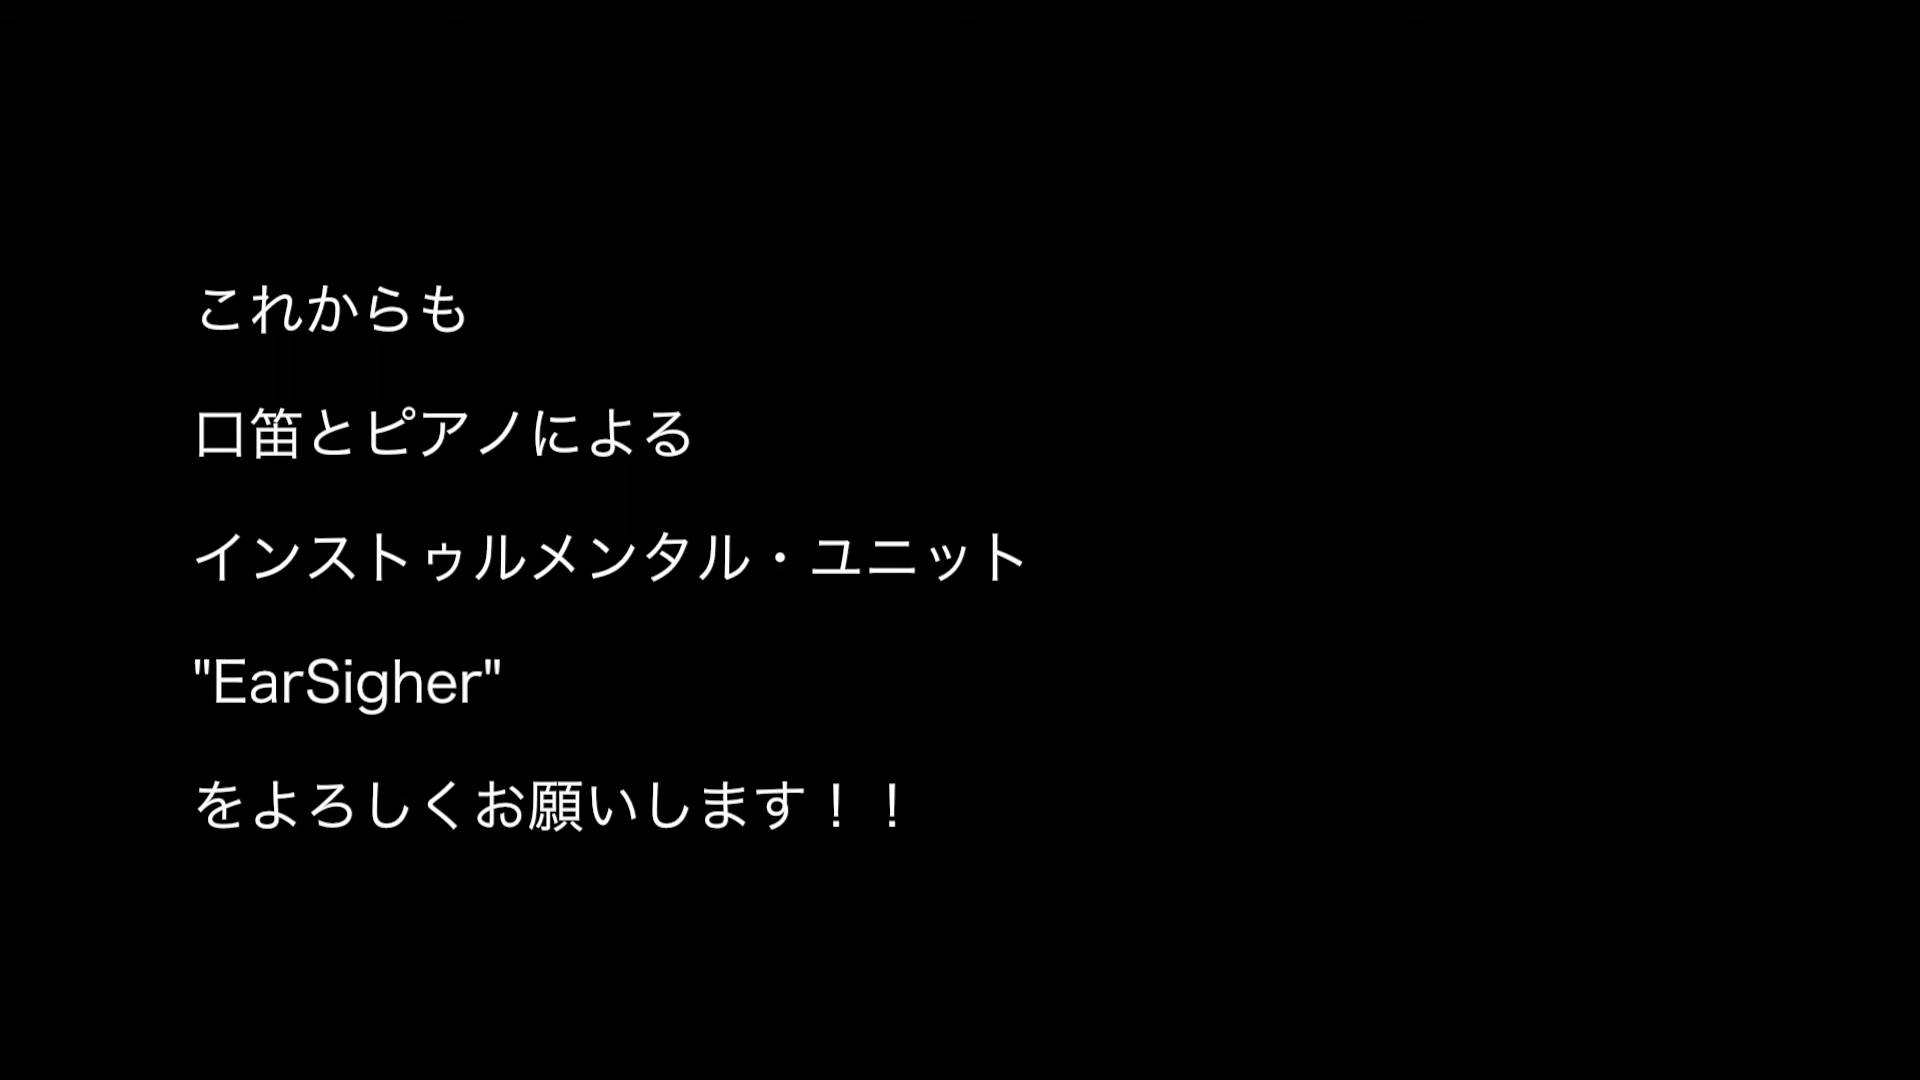 これからも
口笛とピアノによる
インストゥルメンタル・ユニット
"EarSigher"
をよろしくお願いします！！